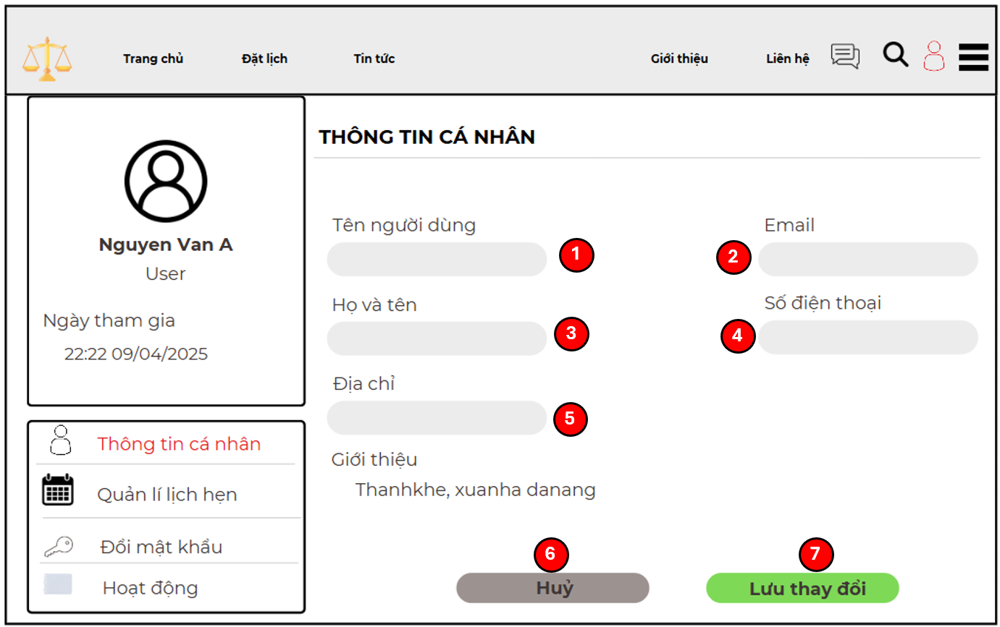 Trang chủ Đặt lịch Tin tức Giới thiệu Liên hệ
Nguyen Van A
User
Ngày tham gia
22:22 09/04/2025
Thông tin cá nhân
Quản lí lịch hẹn
Đổi mật khẩu
Hoạt động
THÔNG TIN CÁ NHÂN
Tên người dùng
1
Email
2
Họ và tên
3
Số điện thoại
4
Địa chỉ
5
Giới thiệu
Thanhkhe, xuanha danang
6
Huỷ
7
Lưu thay đổi